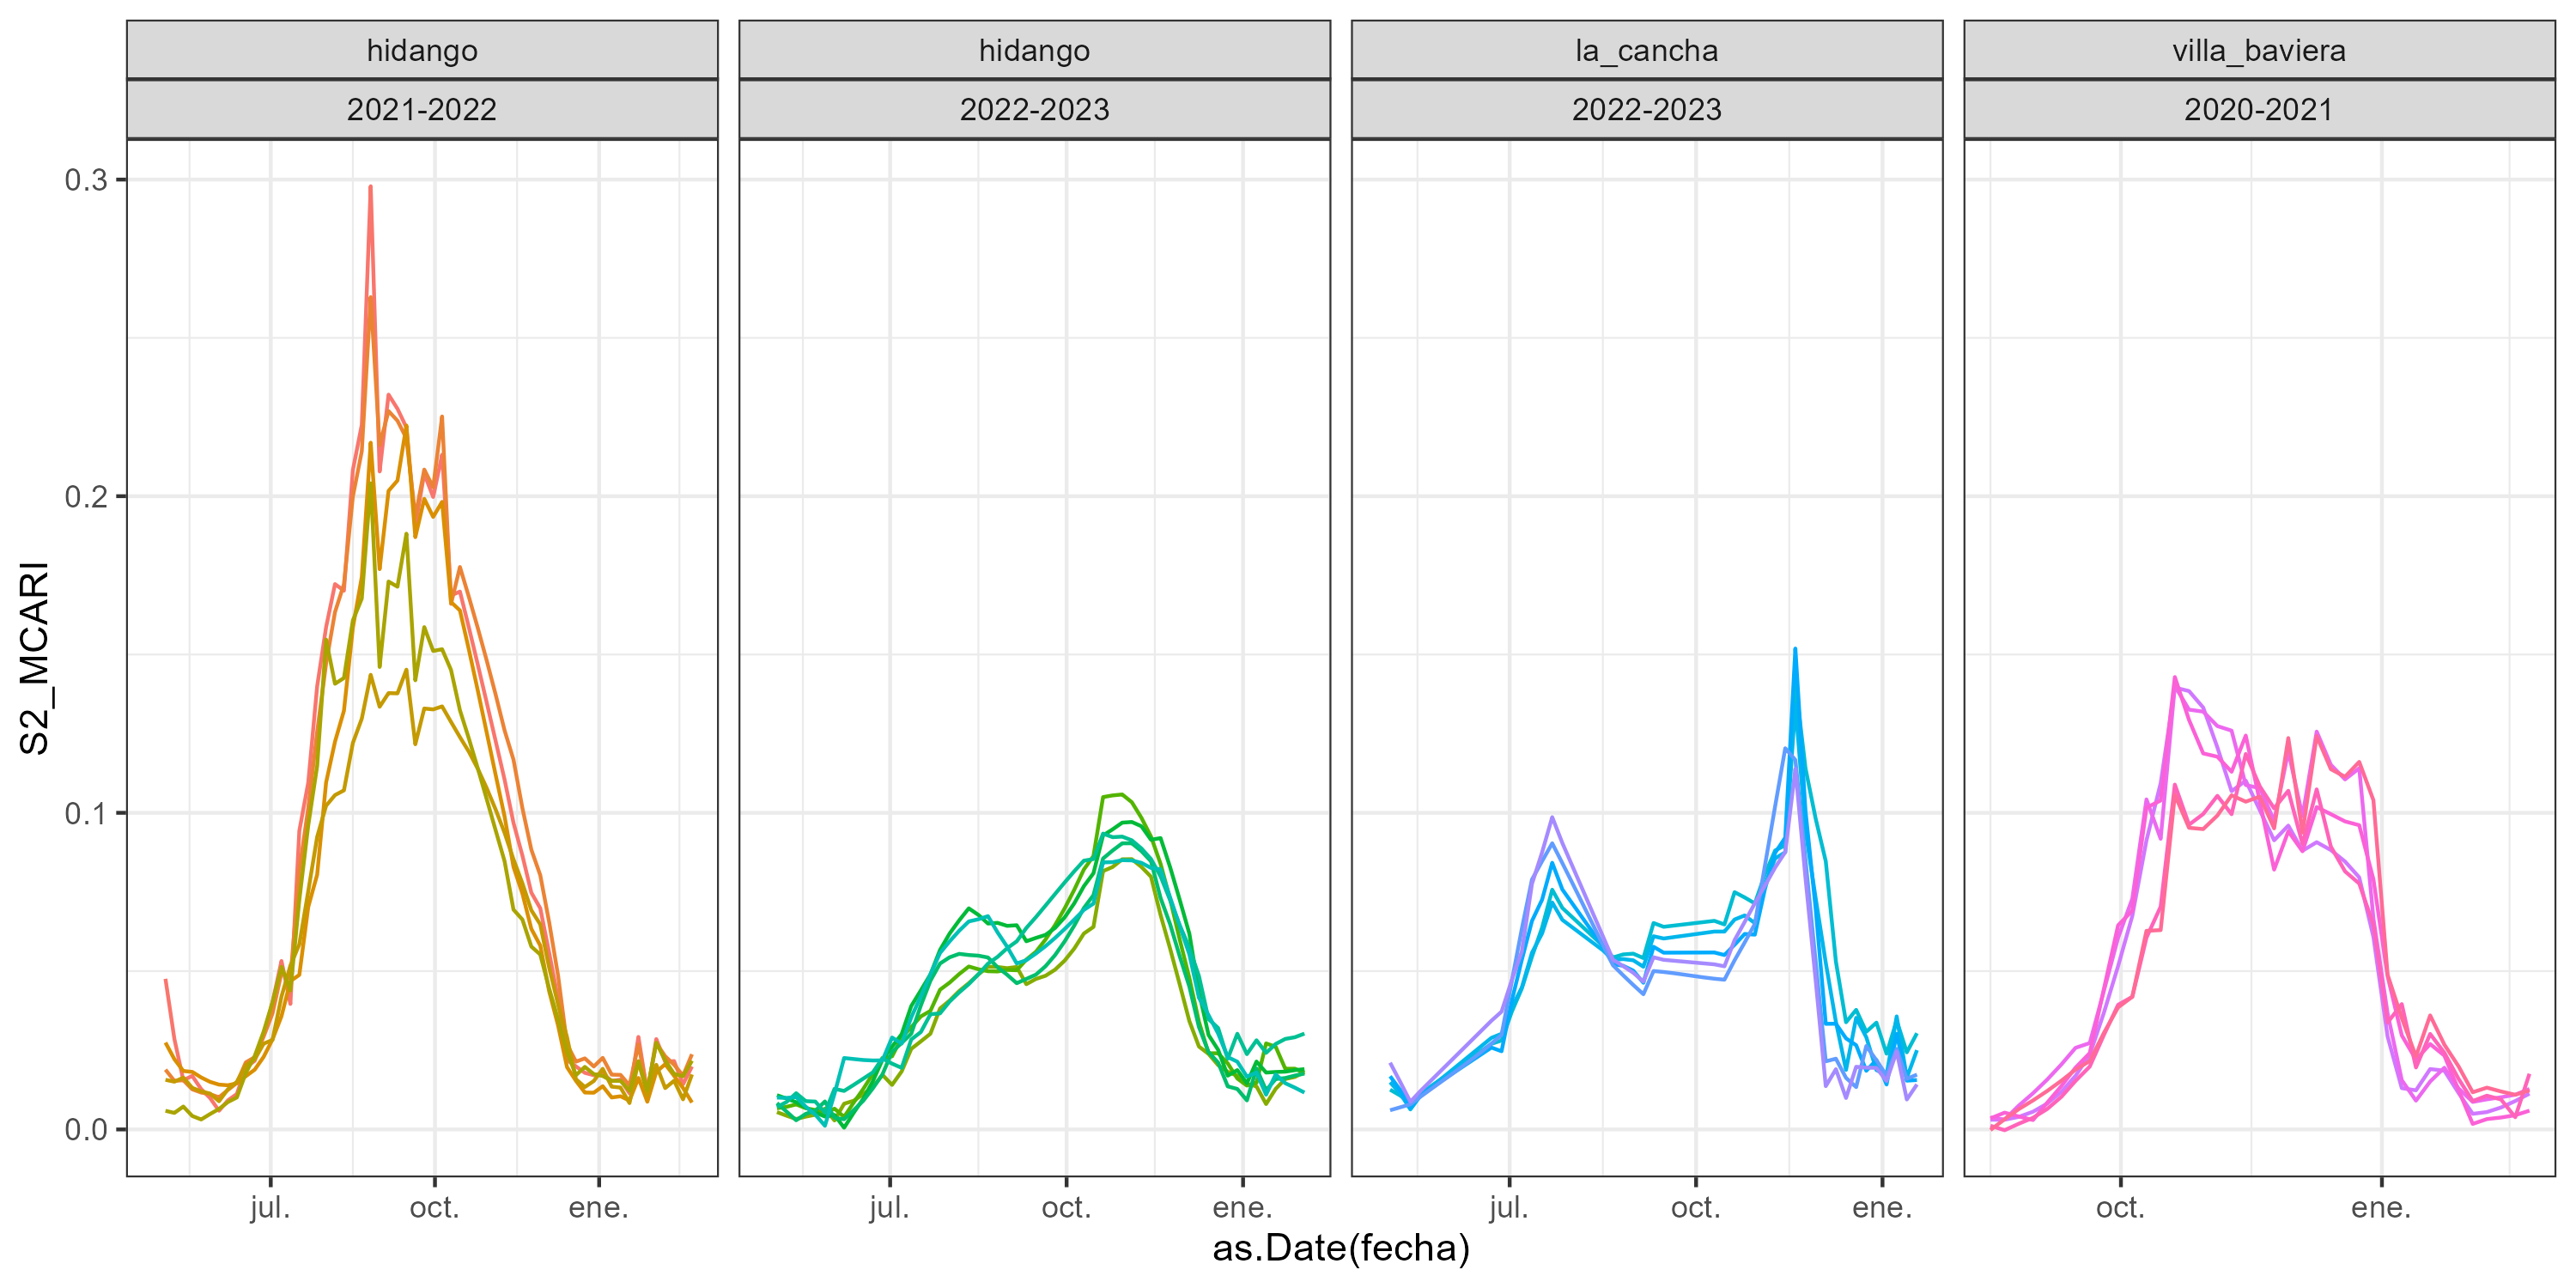 hidango
hidango
la_cancha
villa_baviera
2021-2022
2022-2023
2022-2023
2020-2021
S2_MCARI
0.3
0.2
0.1
0.0
jul.
oct.
ene.
jul.
oct.
ene.
jul.
oct.
ene.
oct.
ene.
as.Date(fecha)